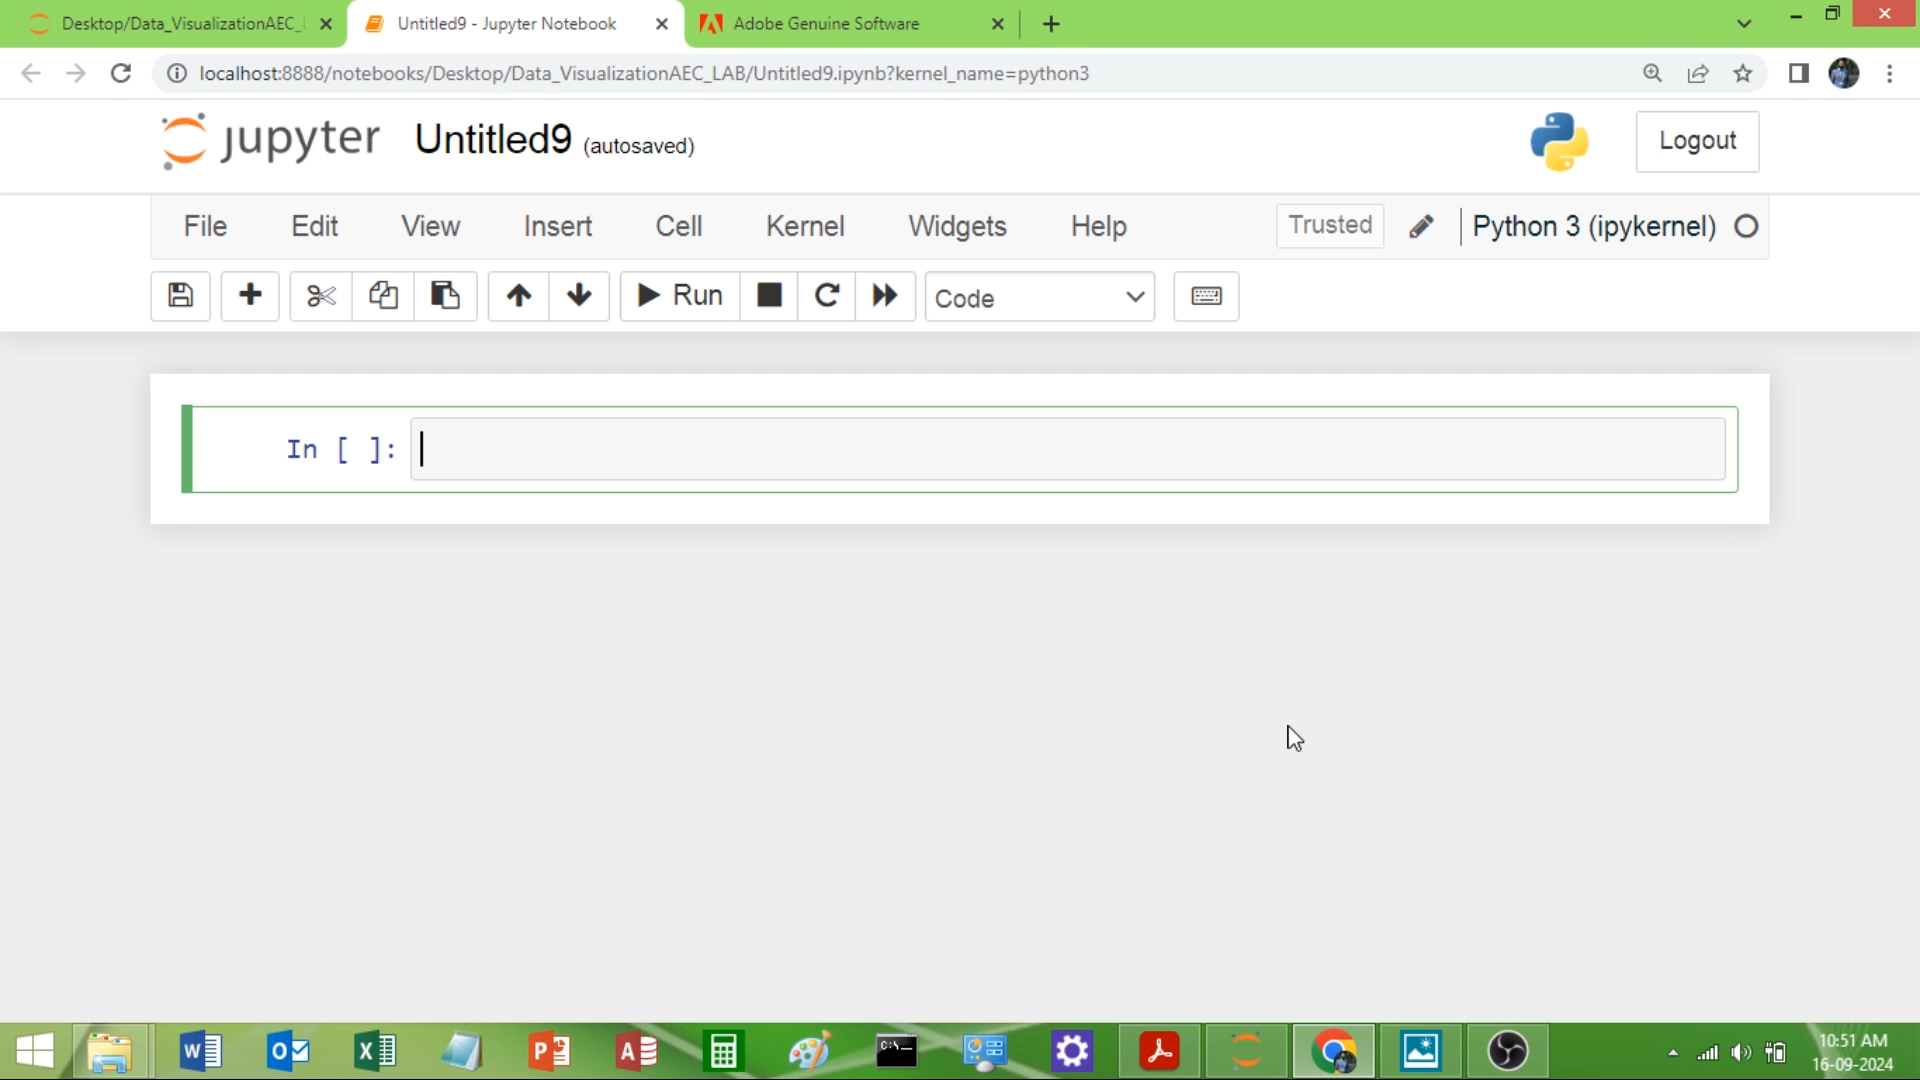 Desktop/Data_VisualizationAEC_L
Untitled9 - Jupyter Notebook
Adobe Genuine Software
localhost:8888/notebooks/Desktop/Data_VisualizationAEC_LAB/Untitled9.ipynb?kernel_name=python3
jupyter Untitled9 (autosaved)
Logout
File Edit View Insert Cell Kernel Widgets Help
Trusted
Python 3 (ipykernel)
Run
Code
In [ ]:
10:51 AM
16-09-2024